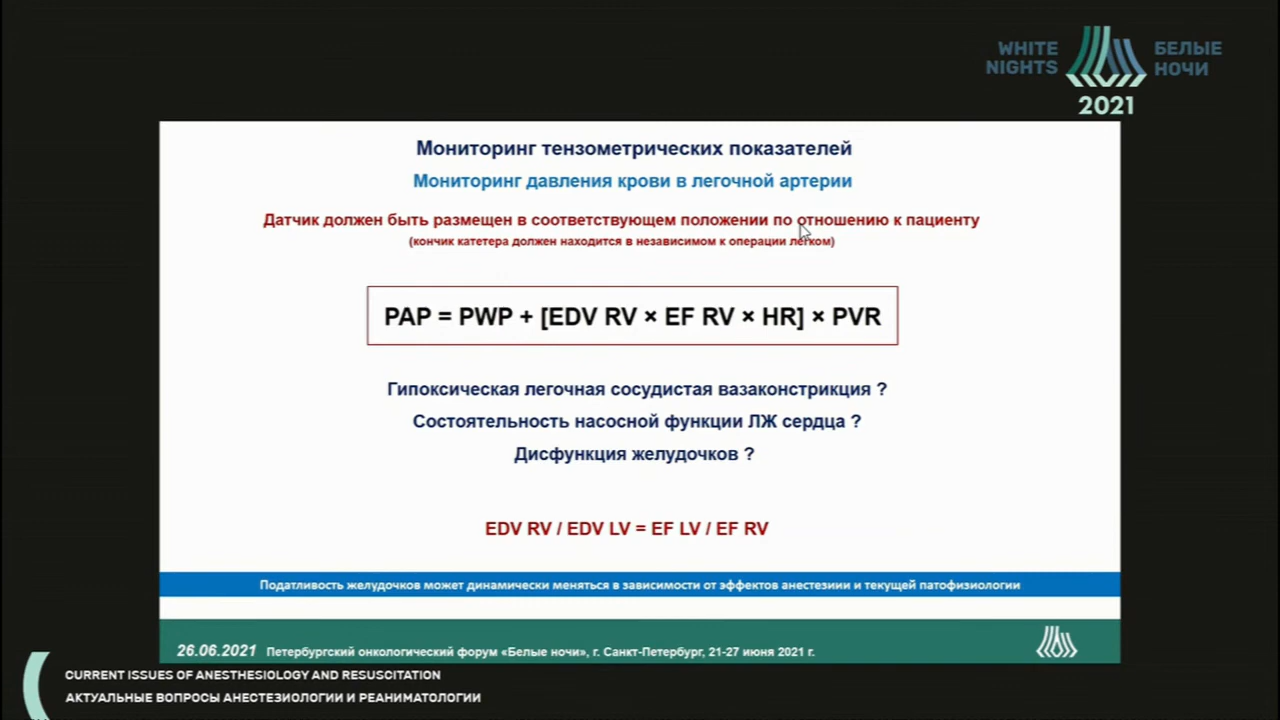 WHITE
NIGHTS
БЕЛЫЕ
НОЧИ
2021
Мониторинг тензометрических показателей
Мониторинг давления крови в легочной артерии
Датчик должен быть размещен в соответствующем положении по отношению к пациенту
(кончик катетера должен находится в независимом к операции легком)
PAP = PWP + [EDV RV × EF RV × HR] × PVR
Гипоксическая легочная сосудистая вазаконстрикция ?
Состоятельность насосной функции ЛЖ сердца ?
Дисфункция желудочков ?
EDV RV / EDV LV = EF LV / EF RV
Податливость желудочков может динамически меняться в зависимости от эффектов анестезиии и текущей патофизиологии
26.06.2021 Петербургский онкологический форум «Белые ночи», г. Санкт-Петербург, 21-27 июня 2021 г.
CURRENT ISSUES OF ANESTHESIOLOGY AND RESUSCITATION
АКТУАЛЬНЫЕ ВОПРОСЫ АНЕСТЕЗИОЛОГИИ И РЕАНИМАТОЛОГИИ